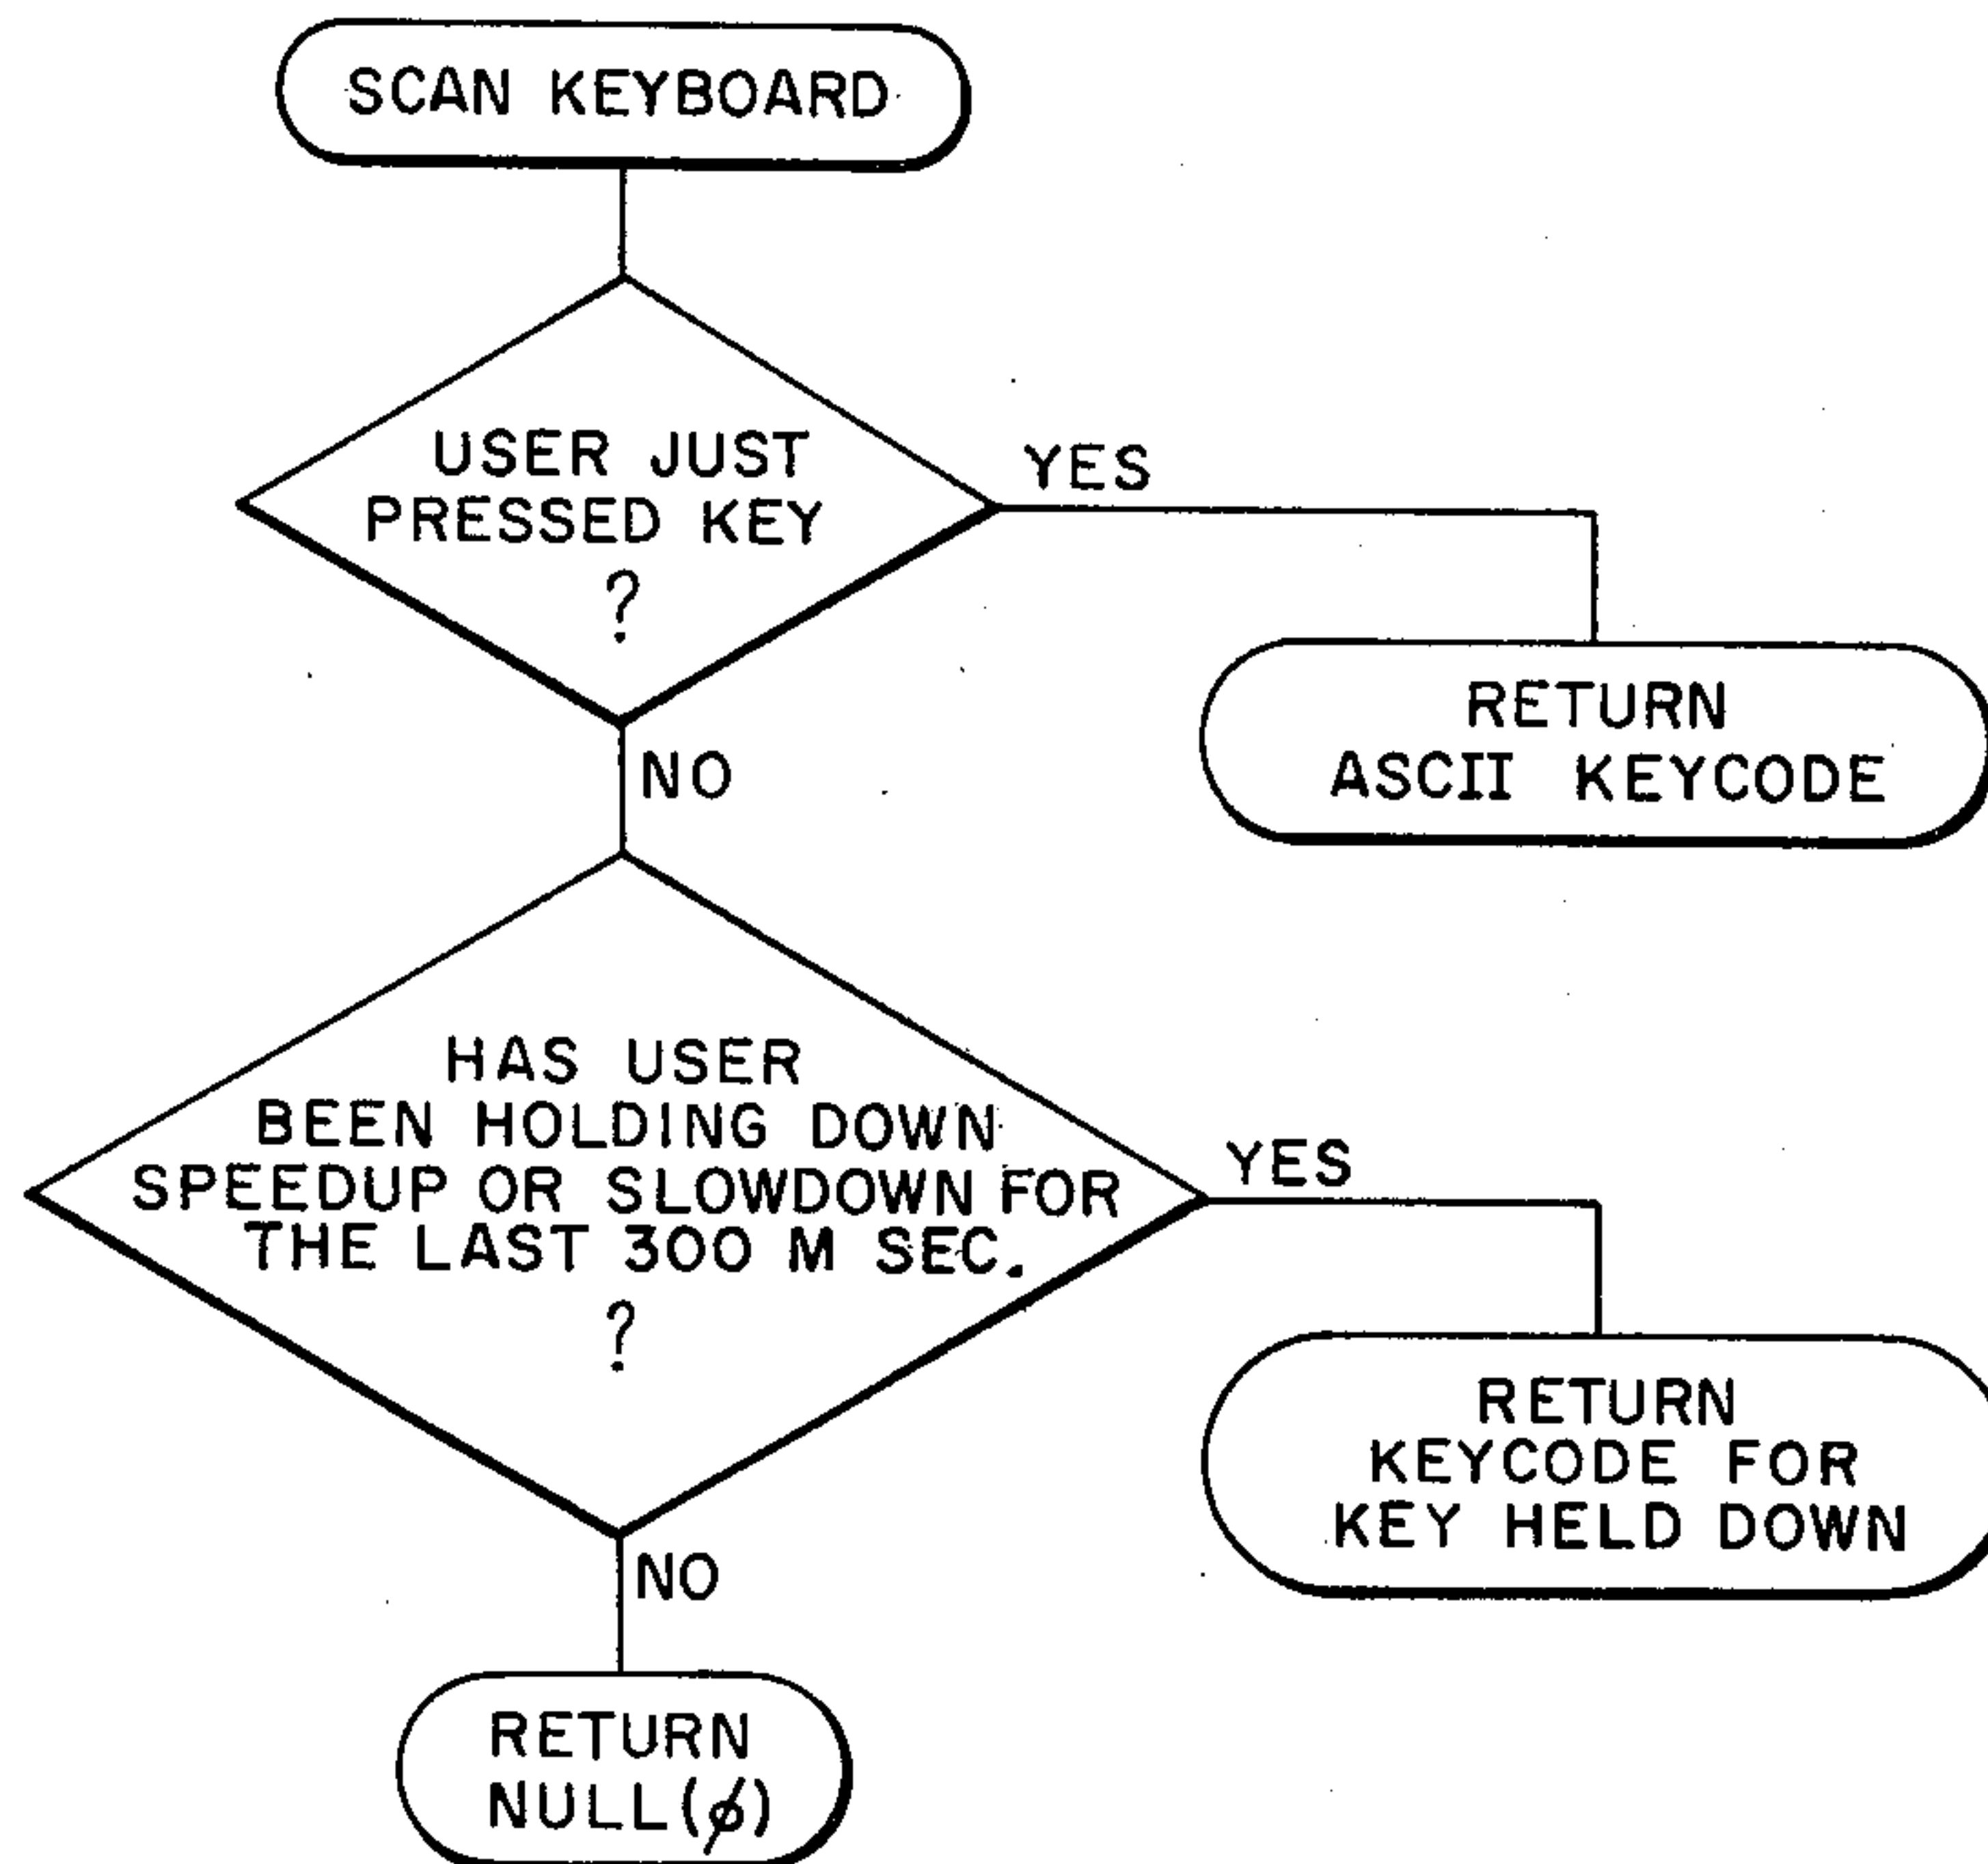 SCAN KEYBOARD
USER JUST
PRESSED KEY
?
YES
RETURN
ASCII KEYCODE
NO
HAS USER
BEEN HOLDING DOWN
SPEEDUP OR SLOWDOWN FOR
THE LAST 300 M SEC.
?
YES
RETURN
KEYCODE FOR
KEY HELD DOWN
NO
RETURN
NULL(ϕ)